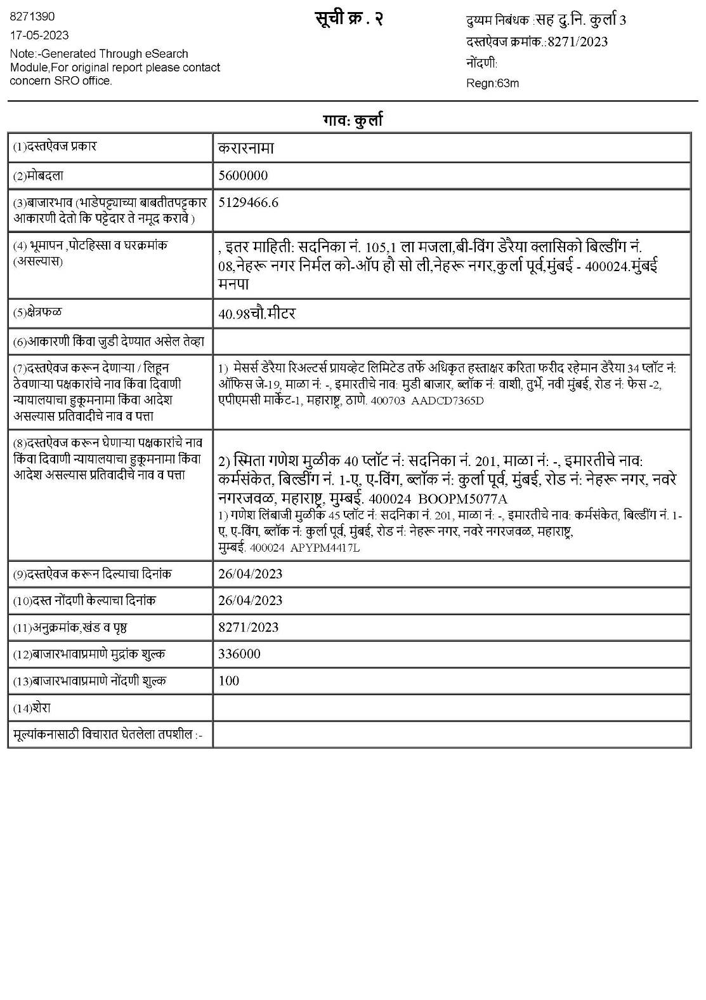 8271390
17-05-2023
Note:-Generated Through eSearch
Module,For original report please contact
concern SRO office.
सूची क्र . २
दुय्यम निबंधक :सह दु.नि. कुर्ला 3
दस्तऐवज क्रमांक.:8271/2023
नोंदणी:
Regn:63m
गाव: कुर्ला
(1)दस्तऐवज प्रकार
करारनामा
(2)मोबदला
5600000
(3)बाजारभाव (भाडेपट्ट्याच्या बाबतीतपट्टकार
आकारणी देतो कि पट्टेदार ते नमूद करावे )
5129466.6
(4) भूमापन ,पोटहिस्सा व घरक्रमांक
(असल्यास)
, इतर माहिती: सदनिका नं. 105,1 ला मजला,बी-विंग डेरैया क्लासिको बिल्डींग नं.
08,नेहरू नगर निर्मल को-ऑप हौ सो ली,नेहरू नगर,कुर्ला पूर्व,मुंबई - 400024.मुंबई
मनपा
(5)क्षेत्रफळ
40.98चौ.मीटर
(6)आकारणी किंवा जुडी देण्यात असेल तेव्हा
(7)दस्तऐवज करून देणाऱ्या / लिहून
ठेवणाऱ्या पक्षकारांचे नाव किंवा दिवाणी
न्यायालयाचा हुकूमनामा किंवा आदेश
असल्यास प्रतिवादीचे नाव व पत्ता
1) मेसर्स डेरैया रिअल्टर्स प्रायव्हेट लिमिटेड तर्फे अधिकृत हस्ताक्षर करिता फरीद रहेमान डेरैया 34 प्लॉट नं:
ऑफिस जे-19, माळा नं: -, इमारतीचे नाव: मुडी बाजार, ब्लॉक नं: वाशी, तुर्भे, नवी मुंबई, रोड नं: फेस -2,
एपीएमसी मार्केट-1, महाराष्ट्र, ठाणे. 400703 AADCD7365D
(8)दस्तऐवज करून घेणाऱ्या पक्षकारांचे नाव
किंवा दिवाणी न्यायालयाचा हुकूमनामा किंवा
आदेश असल्यास प्रतिवादीचे नाव व पत्ता
2) स्मिता गणेश मुळीक 40 प्लॉट नं: सदनिका नं. 201, माळा नं: -, इमारतीचे नाव:
कर्मसंकेत, बिल्डींग नं. 1-ए, ए-विंग, ब्लॉक नं: कुर्ला पूर्व, मुंबई, रोड नं: नेहरू नगर, नवरे
नगरजवळ, महाराष्ट्र, मुम्बई. 400024 BOOPM5077A
1) गणेश लिंबाजी मुळीक 45 प्लॉट नं: सदनिका नं. 201, माळा नं: -, इमारतीचे नाव: कर्मसंकेत, बिल्डींग नं. 1-
ए, ए-विंग, ब्लॉक नं: कुर्ला पूर्व, मुंबई, रोड नं: नेहरू नगर, नवरे नगरजवळ, महाराष्ट्र,
मुम्बई. 400024 APYPM4417L
(9)दस्तऐवज करून दिल्याचा दिनांक
26/04/2023
(10)दस्त नोंदणी केल्याचा दिनांक
26/04/2023
(11)अनुक्रमांक,खंड व पृष्ठ
8271/2023
(12)बाजारभावाप्रमाणे मुद्रांक शुल्क
336000
(13)बाजारभावाप्रमाणे नोंदणी शुल्क
100
(14)शेरा
मूल्यांकनासाठी विचारात घेतलेला तपशील :-